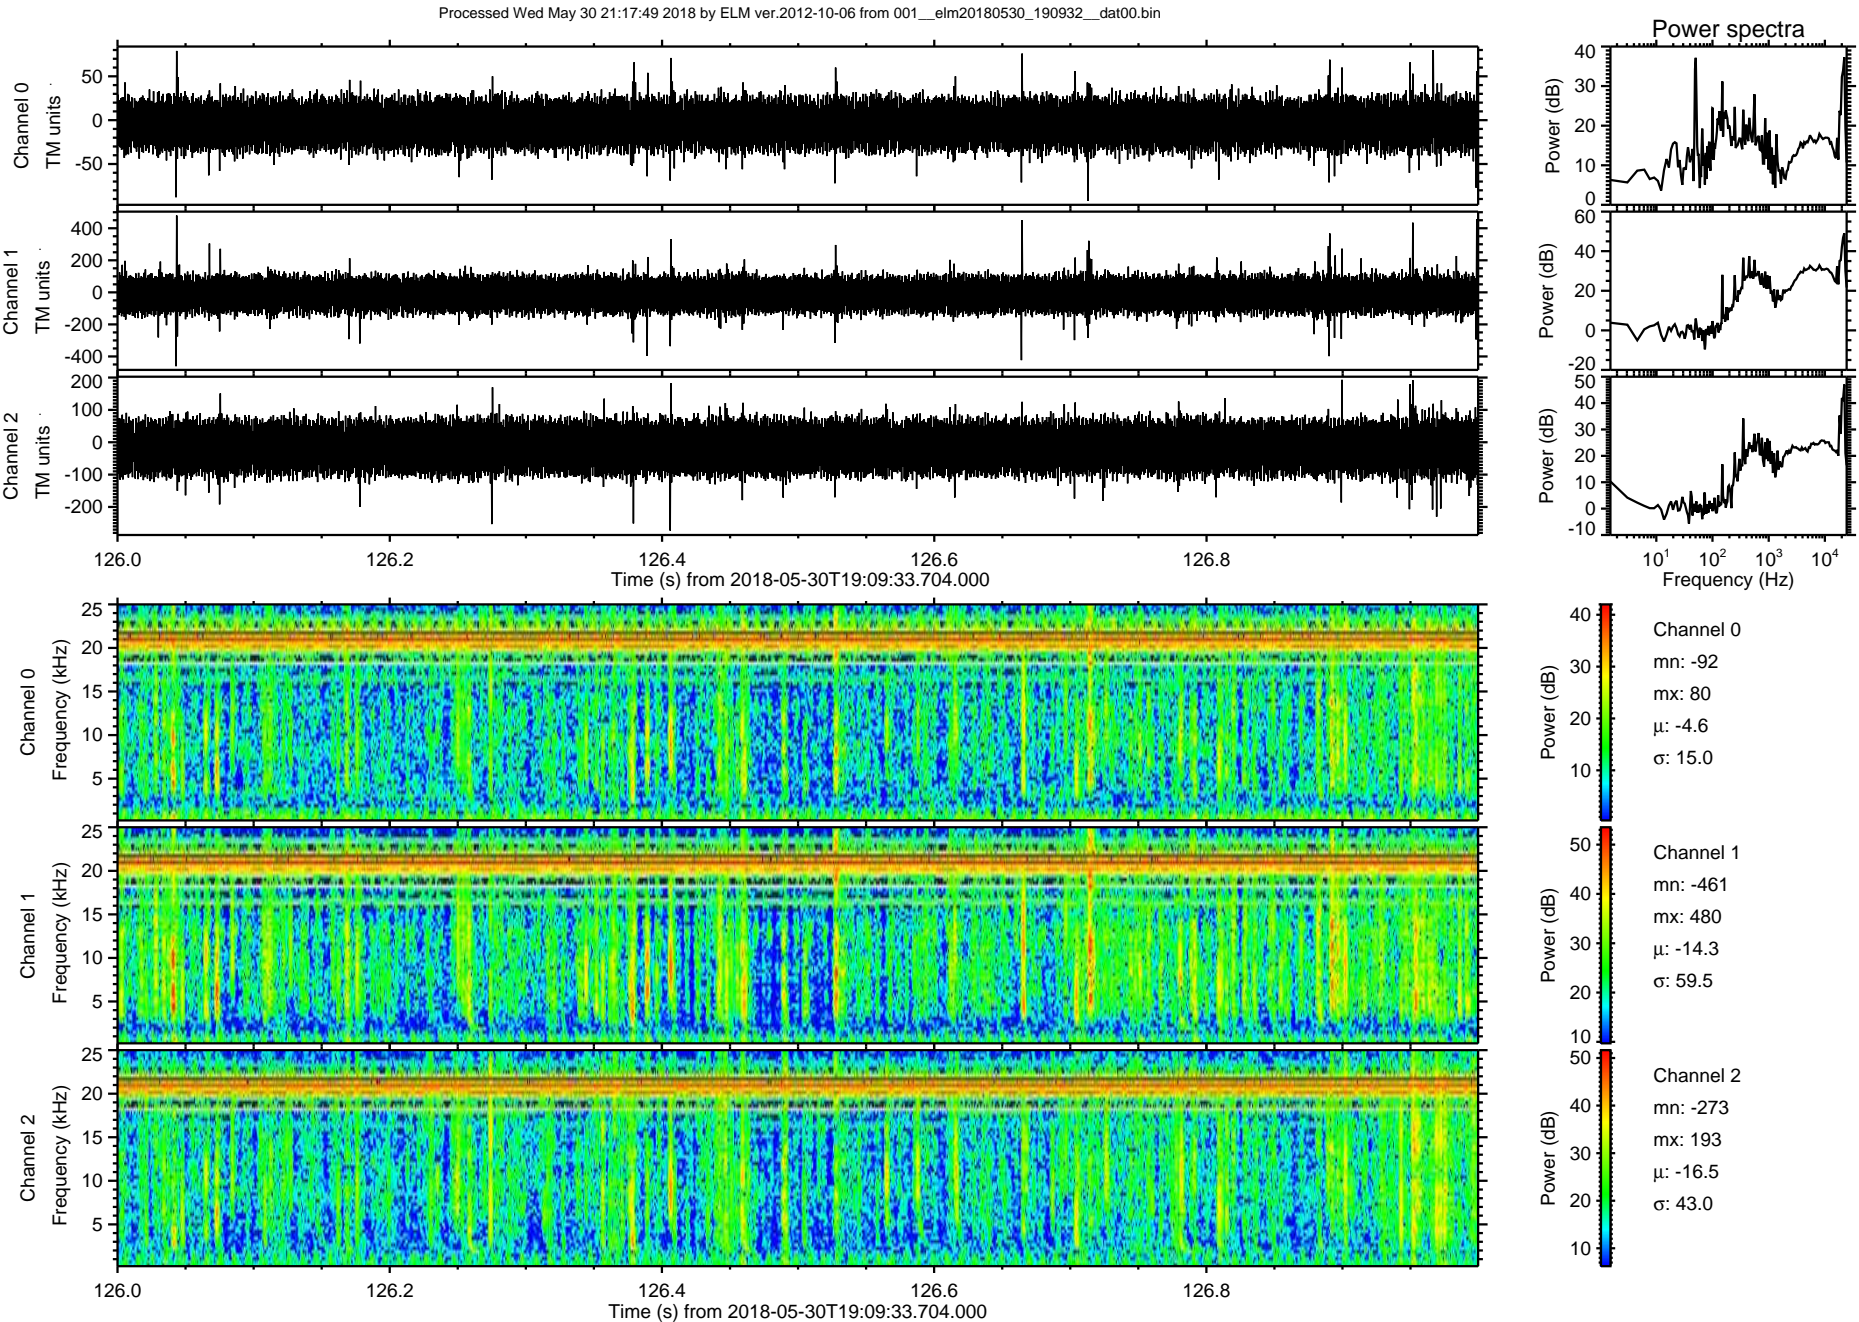 Processed Wed May 30 21:17:49 2018 by ELM ver.2012-10-06 from 001__elm20180530_190932__dat00.bin
Power spectra
Channel 0
TM units
50
0
-50
Power (dB)
40
30
20
10
0
Channel 1
TM units
400
200
0
-200
-400
Power (dB)
60
40
20
0
-20
Channel 2
TM units
200
100
0
-100
-200
Power (dB)
50
40
30
20
10
0
-10
126.0 126.2 126.4 126.6 126.8
Time (s) from 2018-05-30T19:09:33.704.000
10¹ 10² 10³ 10⁴
Frequency (Hz)
Channel 0
Frequency (kHz)
25
20
15
10
5
Power (dB)
40
30
20
10
Channel 0
mn: -92
mx: 80
μ: -4.6
σ: 15.0
Channel 1
Frequency (kHz)
25
20
15
10
5
Power (dB)
50
40
30
20
10
Channel 1
mn: -461
mx: 480
μ: -14.3
σ: 59.5
Channel 2
Frequency (kHz)
25
20
15
10
5
Power (dB)
50
40
30
20
10
Channel 2
mn: -273
mx: 193
μ: -16.5
σ: 43.0
126.0 126.2 126.4 126.6 126.8
Time (s) from 2018-05-30T19:09:33.704.000